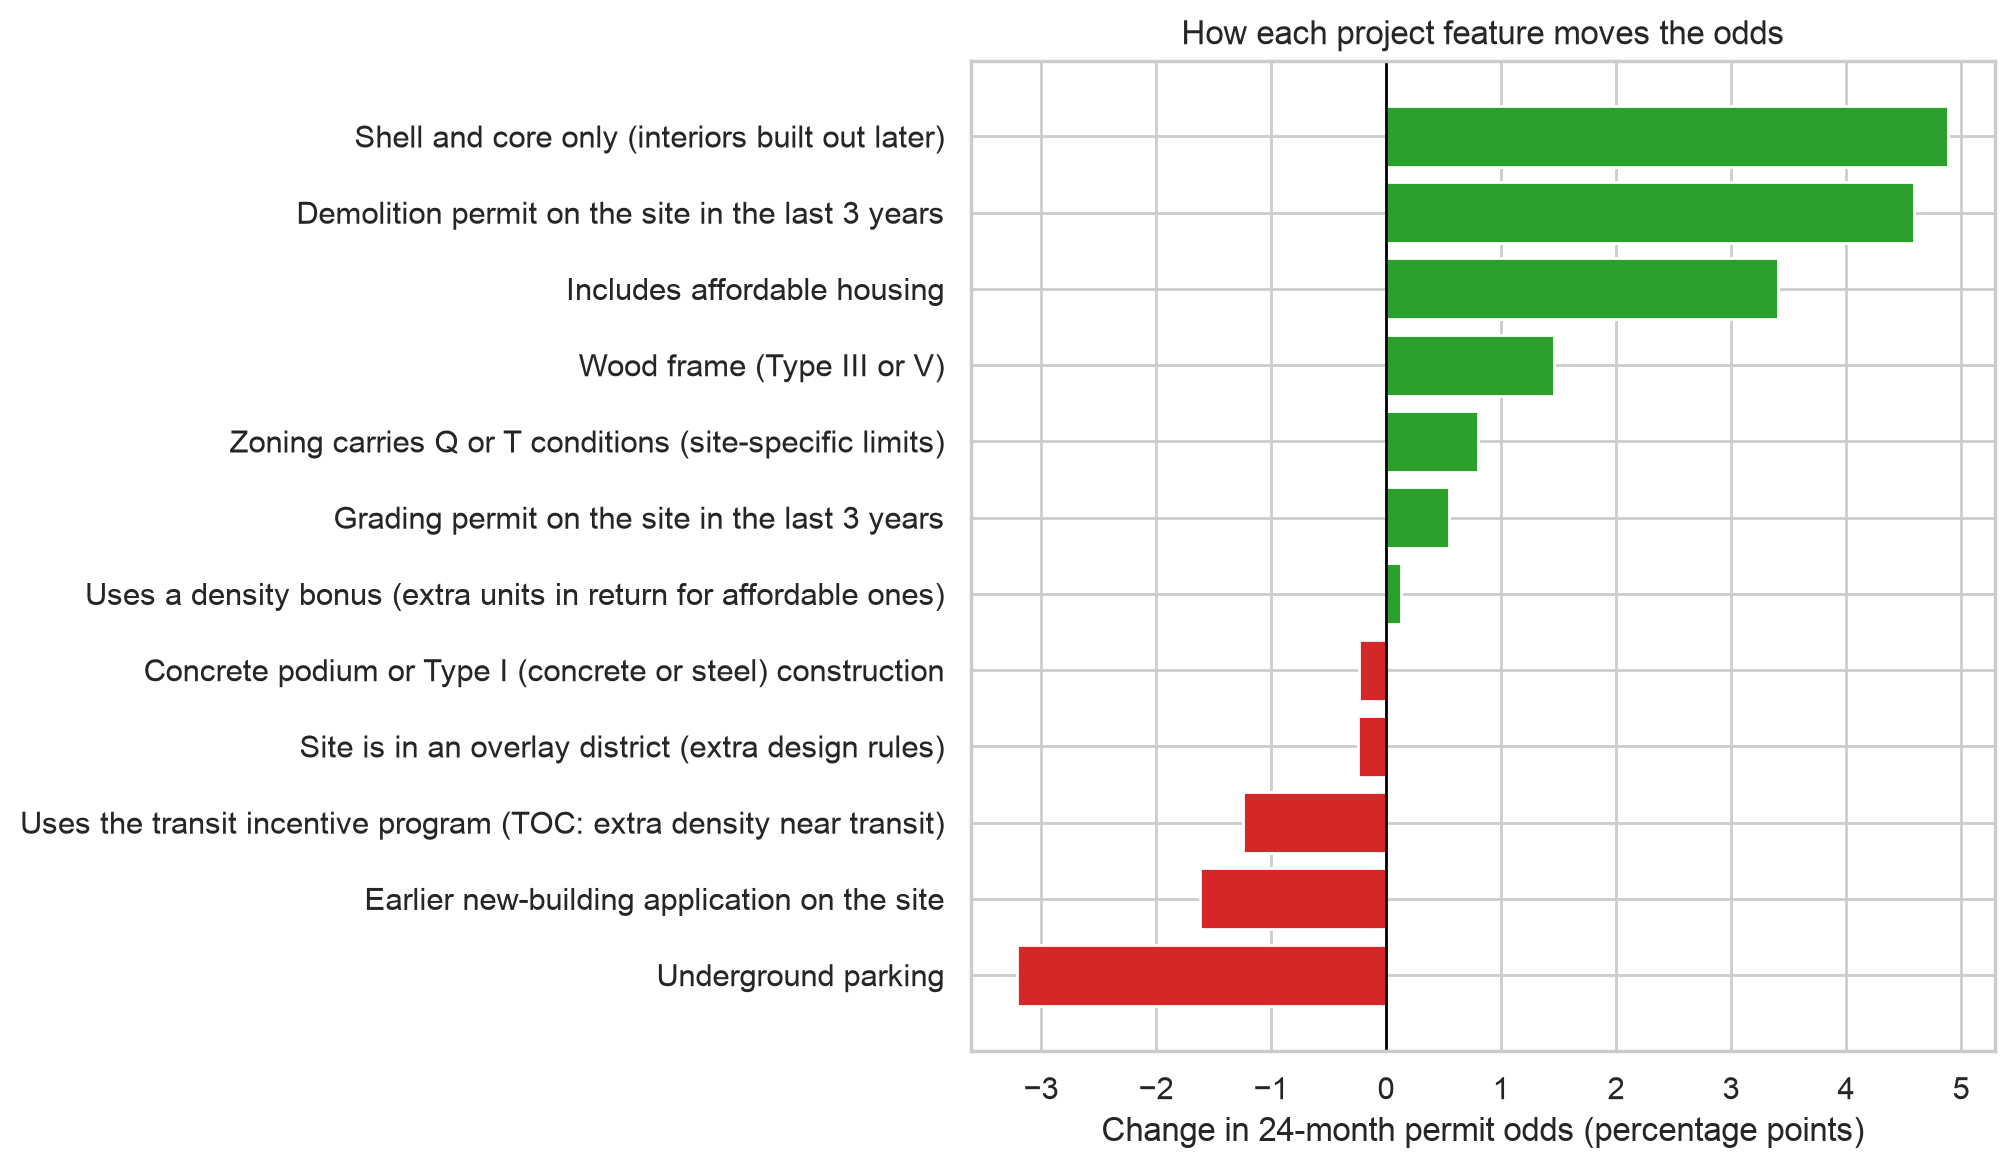 How each project feature moves the odds
Shell and core only (interiors built out later)
Demolition permit on the site in the last 3 years
Includes affordable housing
Wood frame (Type III or V)
Zoning carries Q or T conditions (site-specific limits)
Grading permit on the site in the last 3 years
Uses a density bonus (extra units in return for affordable ones)
Concrete podium or Type I (concrete or steel) construction
Site is in an overlay district (extra design rules)
Uses the transit incentive program (TOC: extra density near transit)
Earlier new-building application on the site
Underground parking
−3 −2 −1 0 1 2 3 4 5
Change in 24-month permit odds (percentage points)